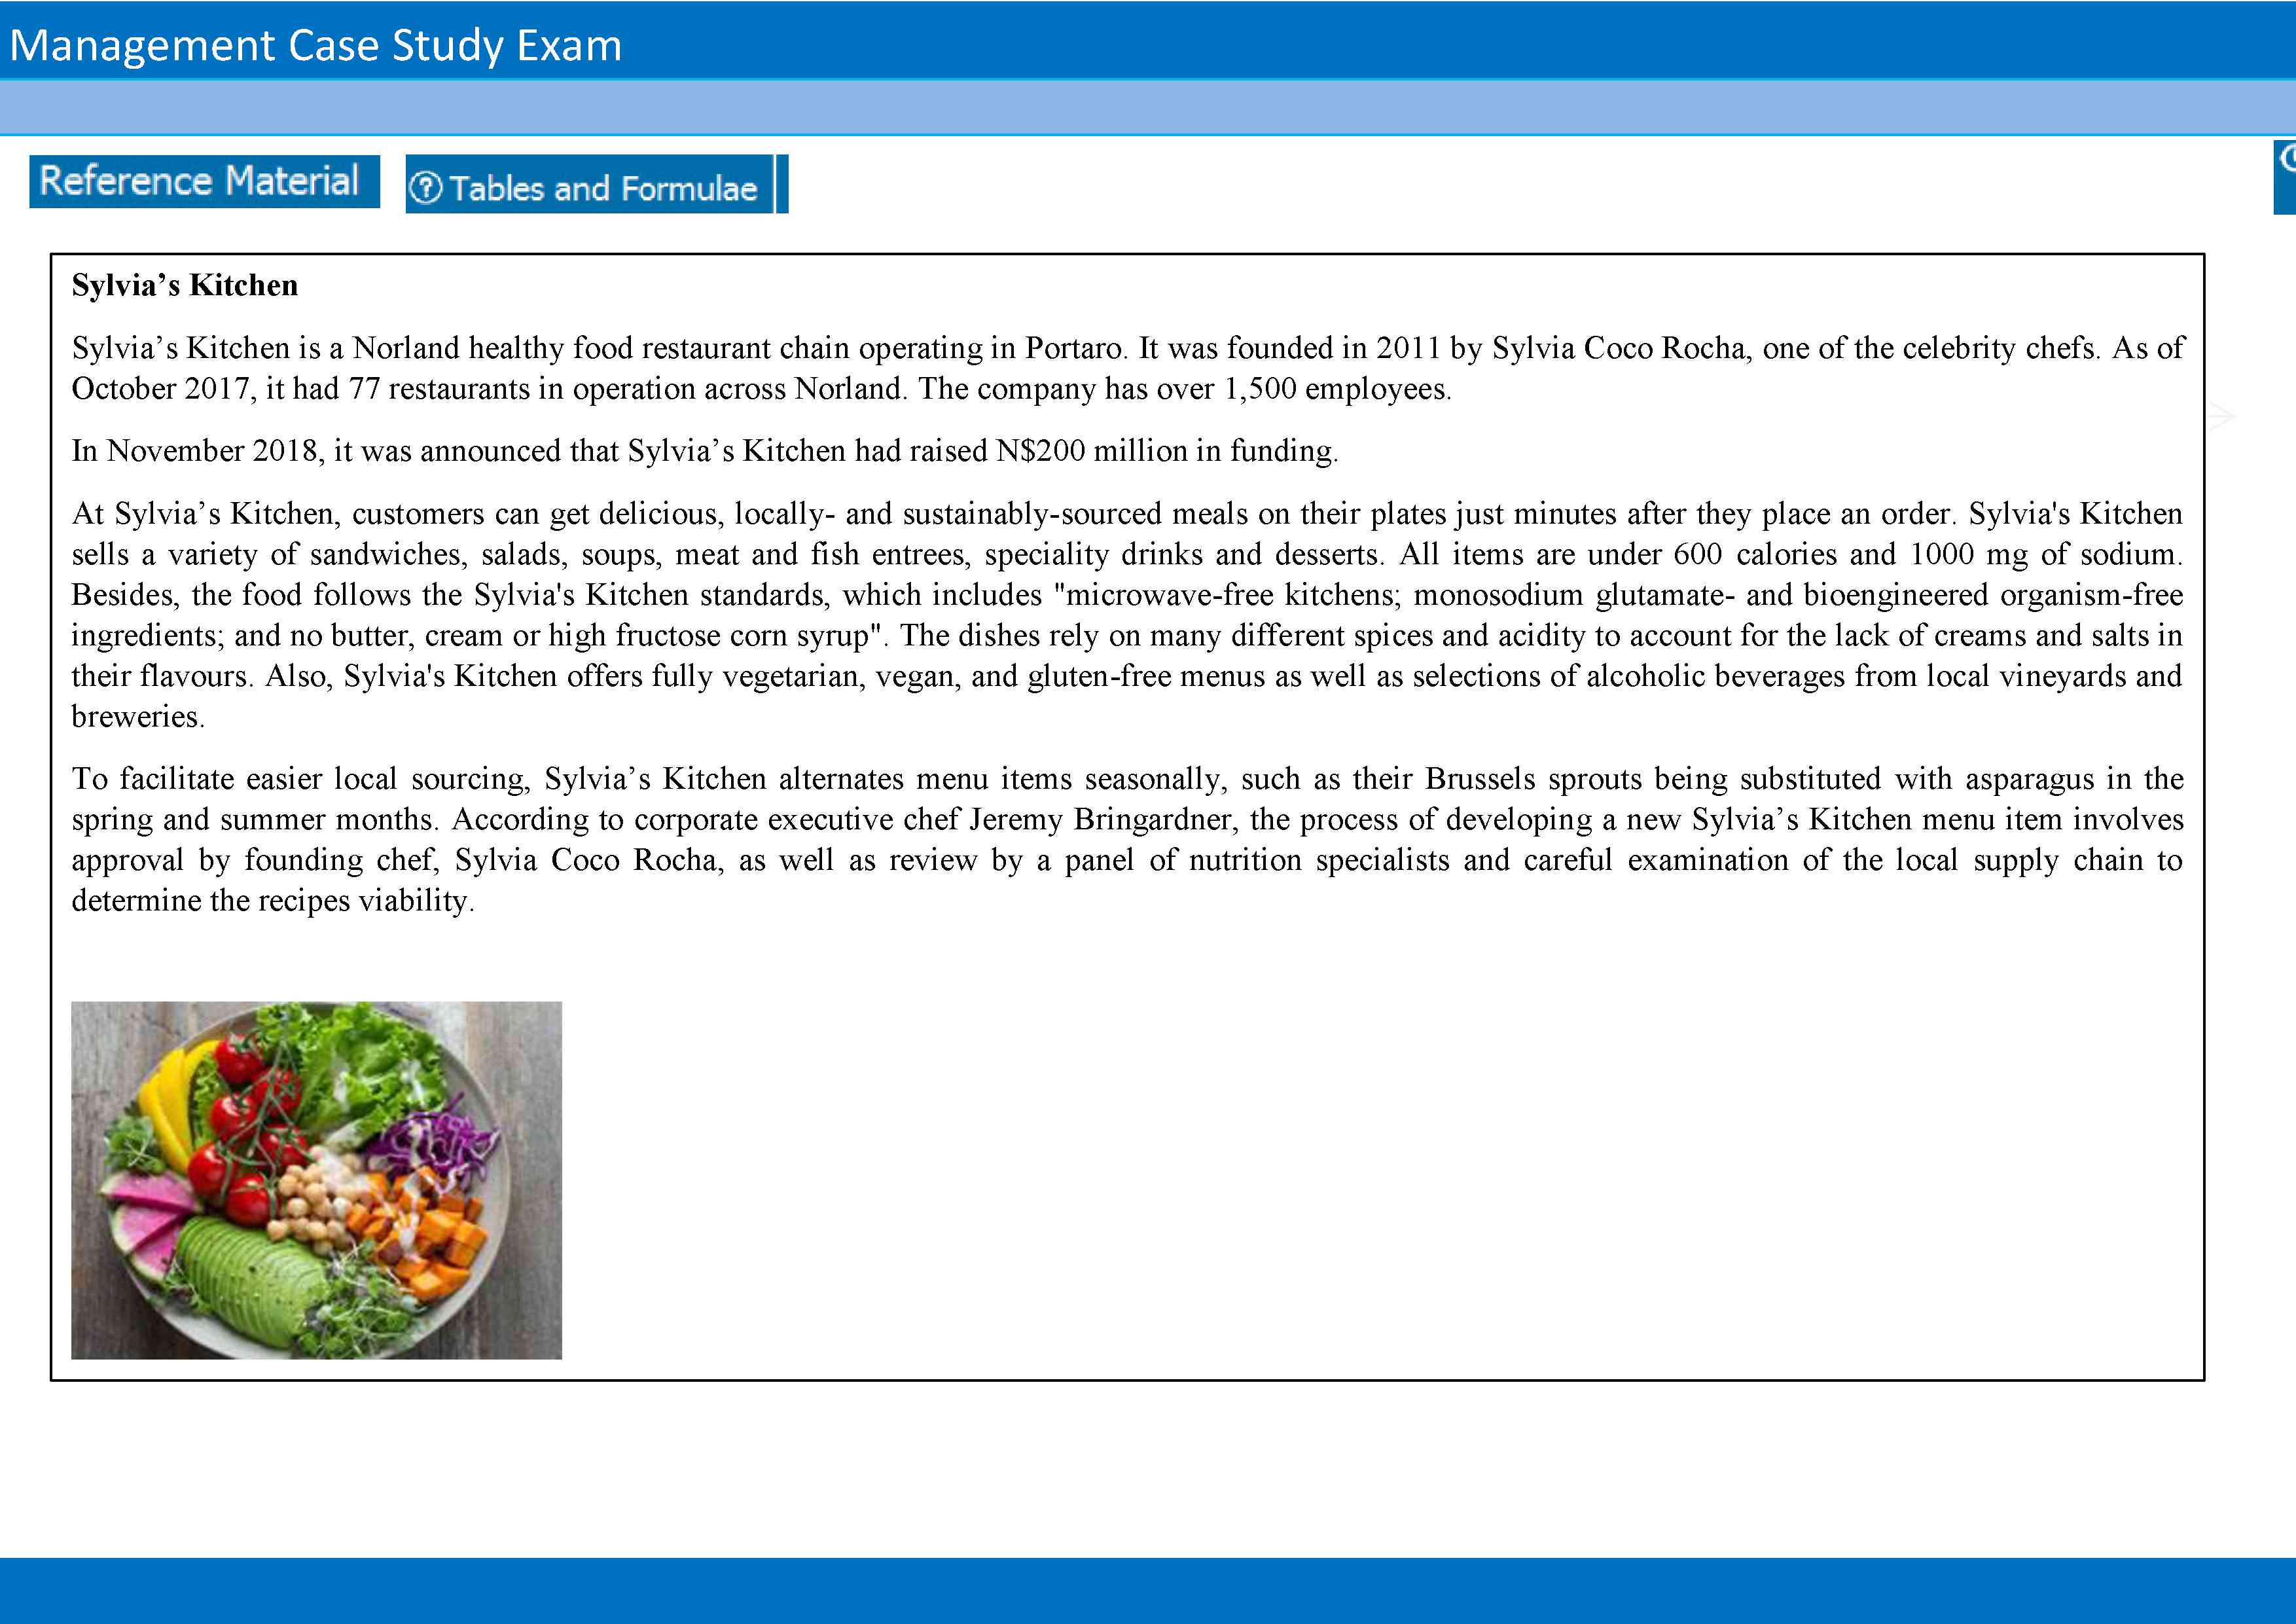 Management Case Study Exam
Reference Material
Tables and Formulae
Sylvia’s Kitchen
Sylvia’s Kitchen is a Norland healthy food restaurant chain operating in Portaro. It was founded in 2011 by Sylvia Coco Rocha, one of the celebrity chefs. As of
October 2017, it had 77 restaurants in operation across Norland. The company has over 1,500 employees.
In November 2018, it was announced that Sylvia’s Kitchen had raised N$200 million in funding.
At Sylvia’s Kitchen, customers can get delicious, locally- and sustainably-sourced meals on their plates just minutes after they place an order. Sylvia's Kitchen
sells a variety of sandwiches, salads, soups, meat and fish entrees, speciality drinks and desserts. All items are under 600 calories and 1000 mg of sodium.
Besides, the food follows the Sylvia's Kitchen standards, which includes "microwave-free kitchens; monosodium glutamate- and bioengineered organism-free
ingredients; and no butter, cream or high fructose corn syrup". The dishes rely on many different spices and acidity to account for the lack of creams and salts in
their flavours. Also, Sylvia's Kitchen offers fully vegetarian, vegan, and gluten-free menus as well as selections of alcoholic beverages from local vineyards and
breweries.
To facilitate easier local sourcing, Sylvia’s Kitchen alternates menu items seasonally, such as their Brussels sprouts being substituted with asparagus in the
spring and summer months. According to corporate executive chef Jeremy Bringardner, the process of developing a new Sylvia’s Kitchen menu item involves
approval by founding chef, Sylvia Coco Rocha, as well as review by a panel of nutrition specialists and careful examination of the local supply chain to
determine the recipes viability.